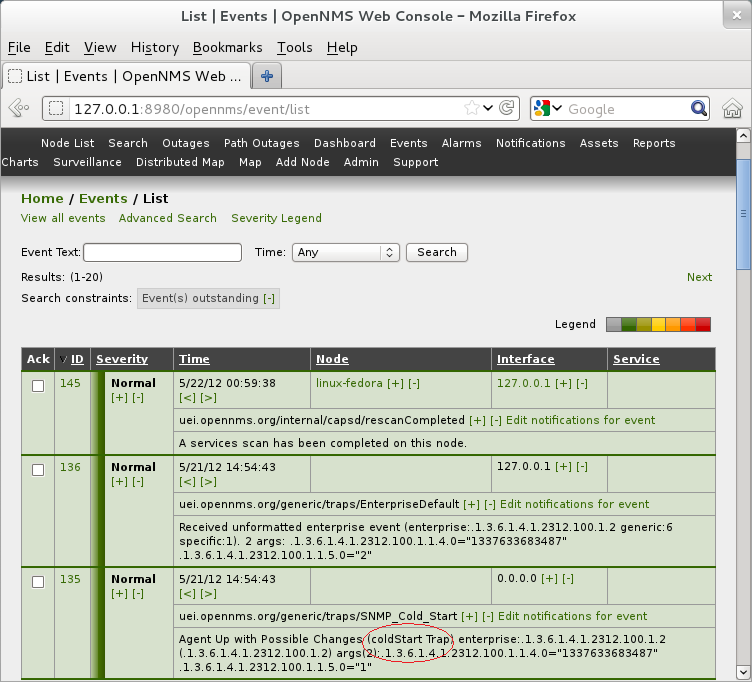 List | Events | OpenNMS Web Console - Mozilla Firefox
File Edit View History Bookmarks Tools Help
List | Events | OpenNMS Web ...
127.0.0.1:8980/opennms/event/list
Google
Node List Search Outages Path Outages Dashboard Events Alarms Notifications Assets Reports
Charts Surveillance Distributed Map Map Add Node Admin Support
Home / Events / List
View all events Advanced Search Severity Legend
Event Text: Time: Any Search
Results: (1-20) Next
Search constraints: Event(s) outstanding [-]
Legend
Ack ID Severity Time Node Interface Service
145 Normal 5/22/12 00:59:38 linux-fedora [+] [-] 127.0.0.1 [+] [-]
[+] [-] [<] [>]
uei.opennms.org/internal/capsd/rescanCompleted [+] [-] Edit notifications for event
A services scan has been completed on this node.
136 Normal 5/21/12 14:54:43 127.0.0.1 [+] [-]
[+] [-] [<] [>]
uei.opennms.org/generic/traps/EnterpriseDefault [+] [-] Edit notifications for event
Received unformatted enterprise event (enterprise:.1.3.6.1.4.1.2312.100.1.2 generic:6
specific:1). 2 args: .1.3.6.1.4.1.2312.100.1.1.4.0="1337633683487"
.1.3.6.1.4.1.2312.100.1.1.5.0="2"
135 Normal 5/21/12 14:54:43 0.0.0.0 [+] [-]
[+] [-] [<] [>]
uei.opennms.org/generic/traps/SNMP_Cold_Start [+] [-] Edit notifications for event
Agent Up with Possible Changes (coldStart Trap) enterprise:.1.3.6.1.4.1.2312.100.1.2
(.1.3.6.1.4.1.2312.100.1.2) args(2):.1.3.6.1.4.1.2312.100.1.1.4.0="1337633683487"
.1.3.6.1.4.1.2312.100.1.1.5.0="1"